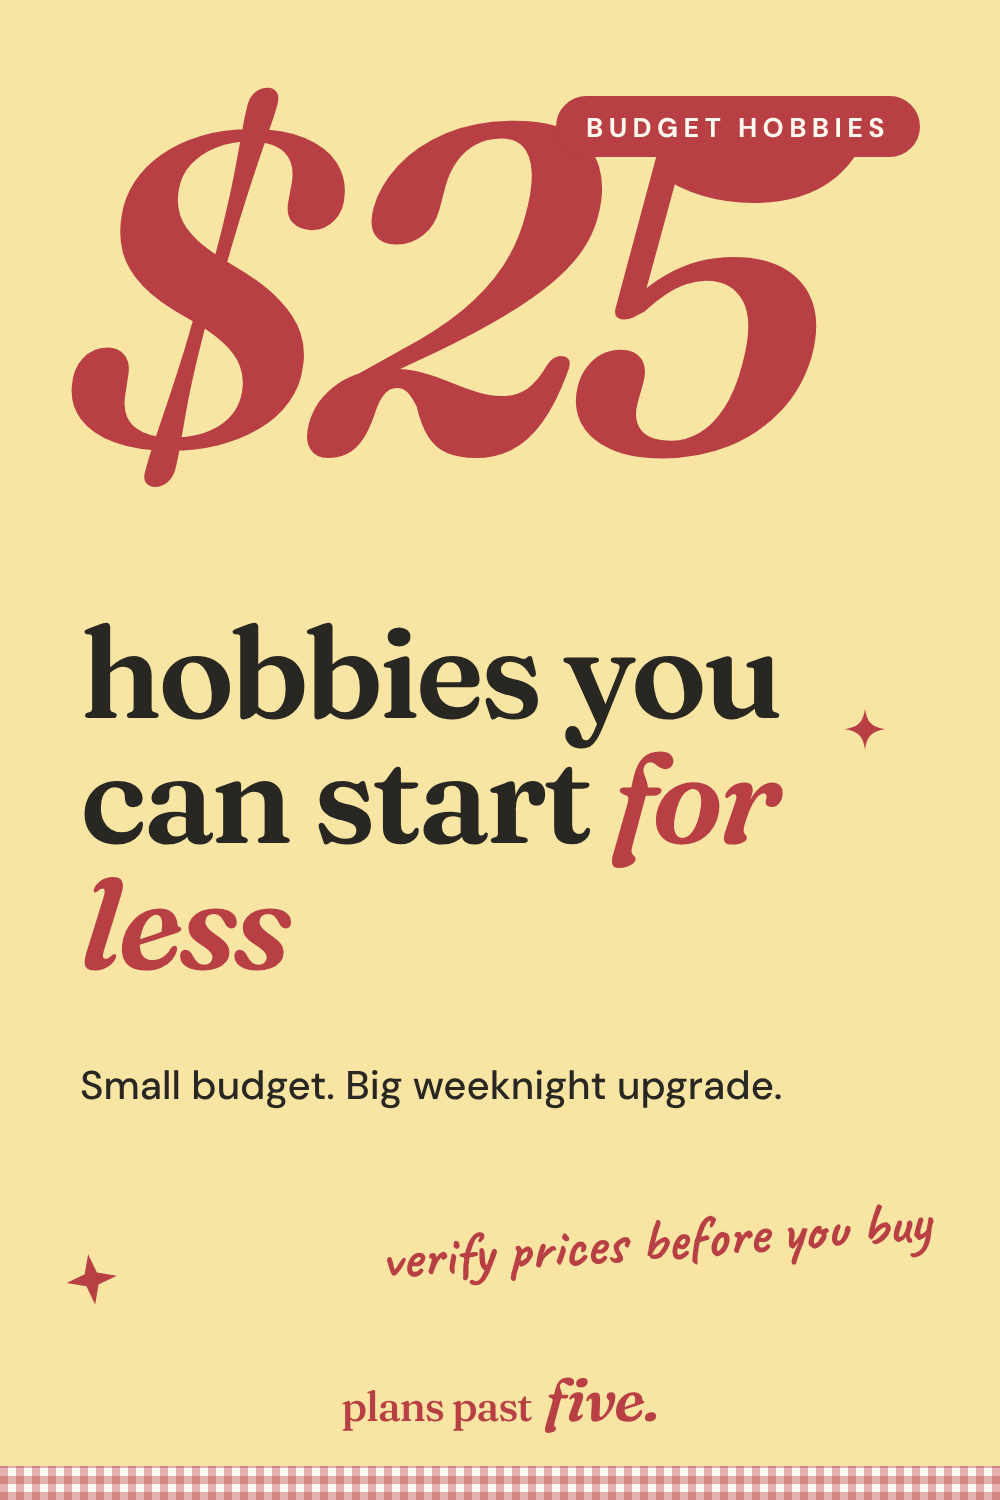 BUDGET HOBBIES
$25
hobbies you
can start for
less
Small budget. Big weeknight upgrade.
verify prices before you buy
plans past five.